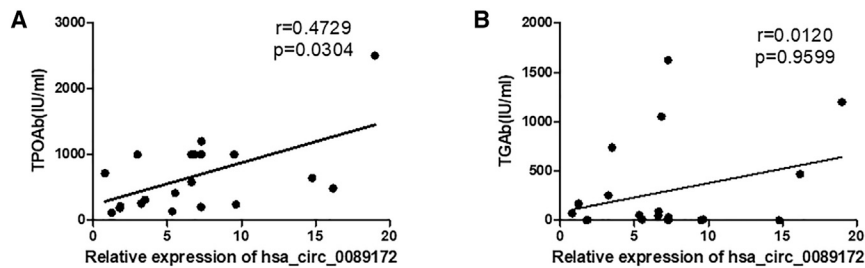 A
r=0.4729
p=0.0304
TPOAb(IU/ml)
3000
2000
1000
0
0 5 10 15 20
Relative expression of hsa_circ_0089172
B
r=0.0120
p=0.9599
TGAb(IU/ml)
2000
1500
1000
500
0
0 5 10 15 20
Relative expression of hsa_circ_0089172